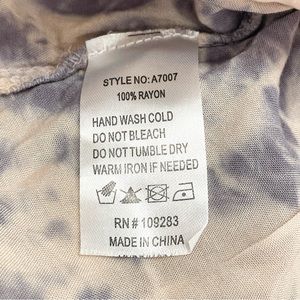 STYLE NO: A7007
100% RAYON
HAND WASH COLD
DO NOT BLEACH
DO NOT TUMBLE DRY
WARM IRON IF NEEDED
RN # 109283
MADE IN CHINA